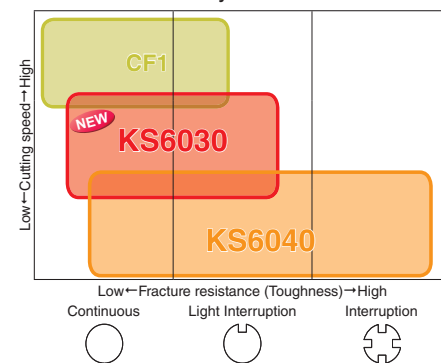 CF1
NEW
KS6030
KS6040
Low←Cutting speed→High
Low←Fracture resistance (Toughness)→High
Continuous
Light Interruption
Interruption